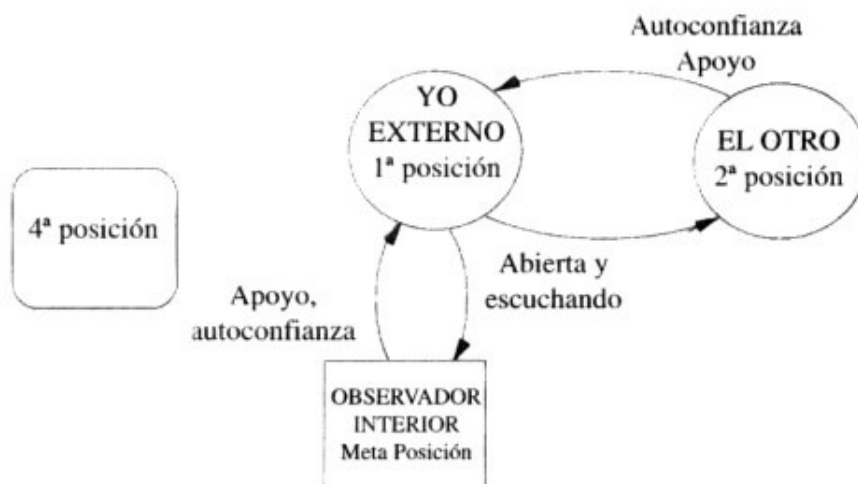 Autoconfianza
Apoyo
YO
EXTERNO
1ª posición
EL OTRO
2ª posición
4ª posición
Abierta y
escuchando
Apoyo,
autoconfianza
OBSERVADOR
INTERIOR
Meta Posición